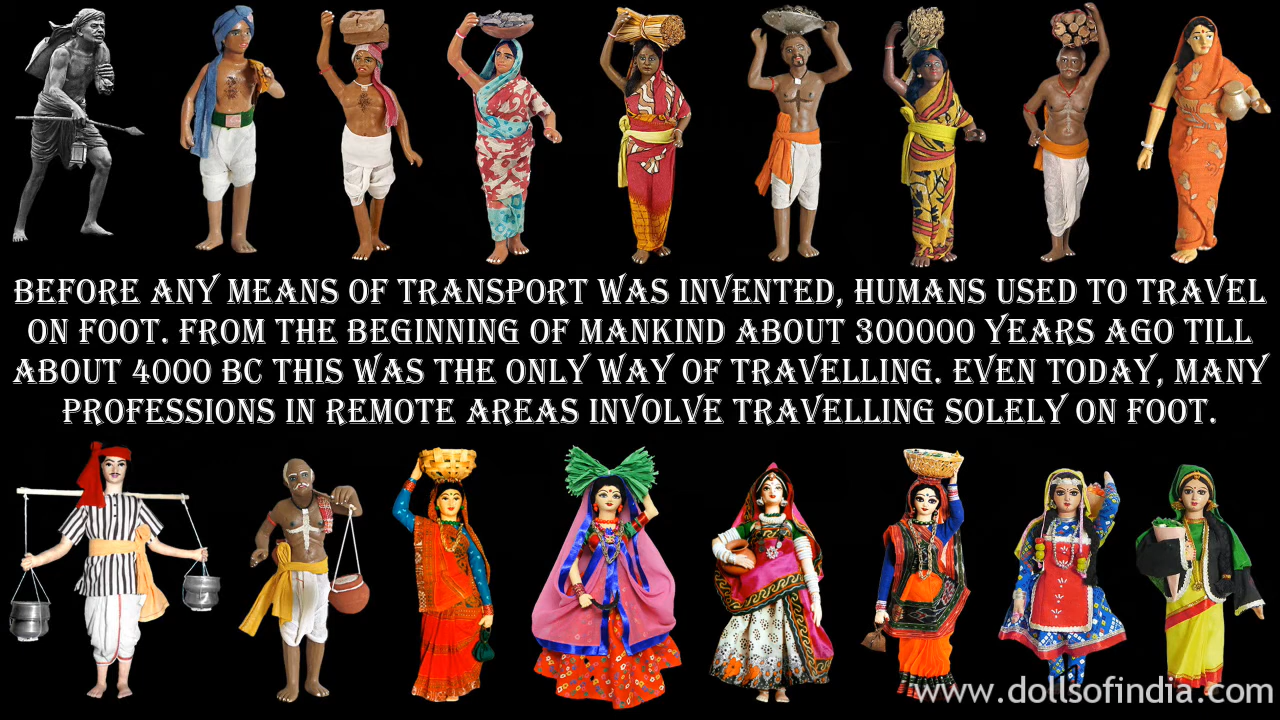 BEFORE ANY MEANS OF TRANSPORT WAS INVENTED, HUMANS USED TO TRAVEL
ON FOOT. FROM THE BEGINNING OF MANKIND ABOUT 300000 YEARS AGO TILL
ABOUT 4000 BC THIS WAS THE ONLY WAY OF TRAVELLING. EVEN TODAY, MANY
PROFESSIONS IN REMOTE AREAS INVOLVE TRAVELLING SOLELY ON FOOT.
www.dollsofindia.com